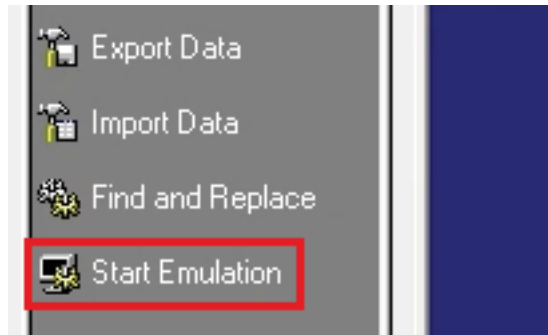 Export Data
Import Data
Find and Replace
Start Emulation